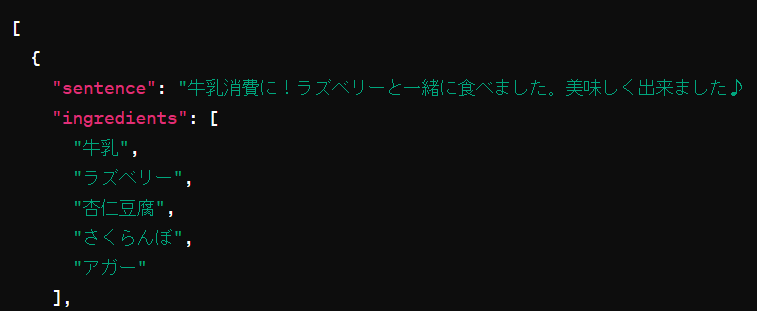 [
{
"sentence": "牛乳消費に！ラズベリーと一緒に食べました。美味しく出来ました♪
"ingredients": [
"牛乳",
"ラズベリー",
"杏仁豆腐",
"さくらんぼ",
"アガー"
],